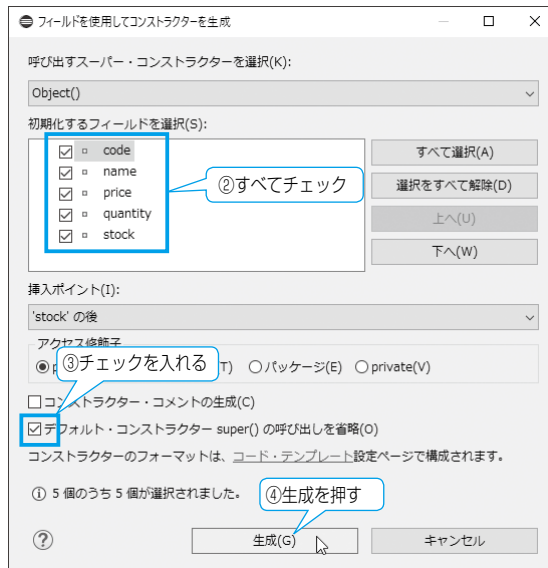 フィールドを使用してコンストラクターを生成
呼び出すスーパー・コンストラクターを選択(K):
Object()
初期化するフィールドを選択(S):
code
name
price
quantity
stock
②すべてチェック
すべて選択(A)
選択をすべて解除(D)
上へ(U)
下へ(W)
挿入ポイント(I):
'stock' の後
アクセス修飾子
③チェックを入れる
T) パッケージ(E) private(V)
コンストラクター・コメントの生成(C)
デフォルト・コンストラクター super() の呼び出しを省略(O)
コンストラクターのフォーマットは、コード・テンプレート設定ページで構成されます。
5 個のうち 5 個が選択されました。
④生成を押す
生成(G) キャンセル